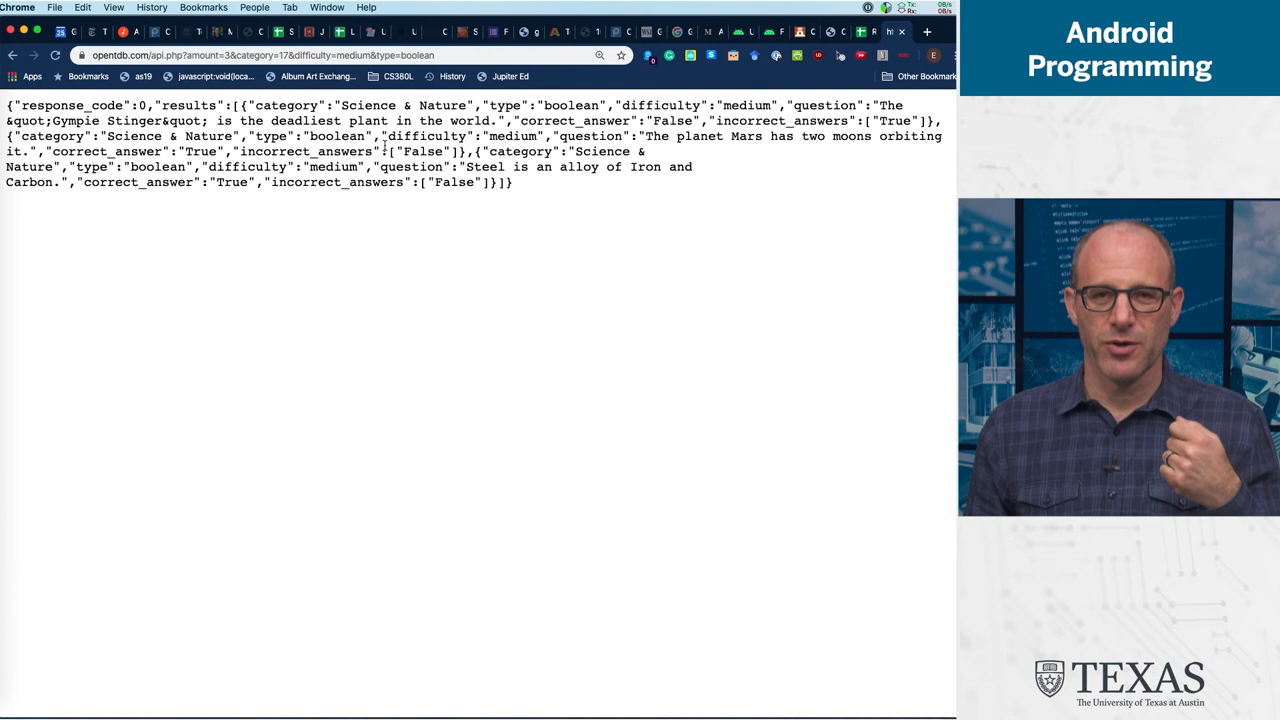 Chrome File Edit View History Bookmarks People Tab Window Help
Tx: 0B/s
Rx: 0B/s
opentdb.com/api.php?amount=3&category=17&difficulty=medium&type=boolean
Apps Bookmarks as19 javascript:void(loca... Album Art Exchang... CS380L History Jupiter Ed Other Bookmark
{"response_code":0,"results":[{"category":"Science & Nature","type":"boolean","difficulty":"medium","question":"The
&quot;Gympie Stinger&quot; is the deadliest plant in the world.","correct_answer":"False","incorrect_answers":["True"]},
{"category":"Science & Nature","type":"boolean","difficulty":"medium","question":"The planet Mars has two moons orbiting
it.","correct_answer":"True","incorrect_answers":["False"]},{"category":"Science &
Nature","type":"boolean","difficulty":"medium","question":"Steel is an alloy of Iron and
Carbon.","correct_answer":"True","incorrect_answers":["False"]}]}
Android
Programming
TEXAS
The University of Texas at Austin